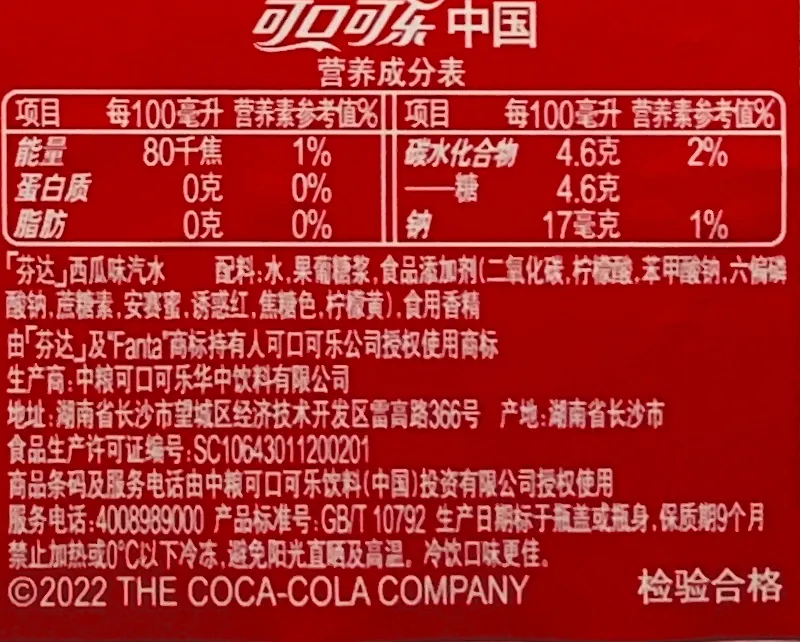 可口可乐 中国
营养成分表
项目 每100毫升 营养素参考值% 项目 每100毫升 营养素参考值%
能量 80千焦 1% 碳水化合物 4.6克 2%
蛋白质 0克 0% ——糖 4.6克
脂肪 0克 0% 钠 17毫克 1%
「芬达」西瓜味汽水 配料:水,果葡糖浆,食品添加剂(二氧化碳,柠檬酸,苯甲酸钠,六偏磷
酸钠,蔗糖素,安赛蜜,诱惑红,焦糖色,柠檬黄),食用香精
由「芬达」及"Fanta"商标持有人可口可乐公司授权使用商标
生产商:中粮可口可乐华中饮料有限公司
地址:湖南省长沙市望城区经济技术开发区雷高路366号 产地:湖南省长沙市
食品生产许可证编号:SC10643011200201
商品条码及服务电话由中粮可口可乐饮料(中国)投资有限公司授权使用
服务电话:4008989000 产品标准号:GB/T 10792 生产日期标于瓶盖或瓶身,保质期9个月
禁止加热或0°C以下冷冻,避免阳光直晒及高温。冷饮口味更佳。
©2022 THE COCA-COLA COMPANY 检验合格